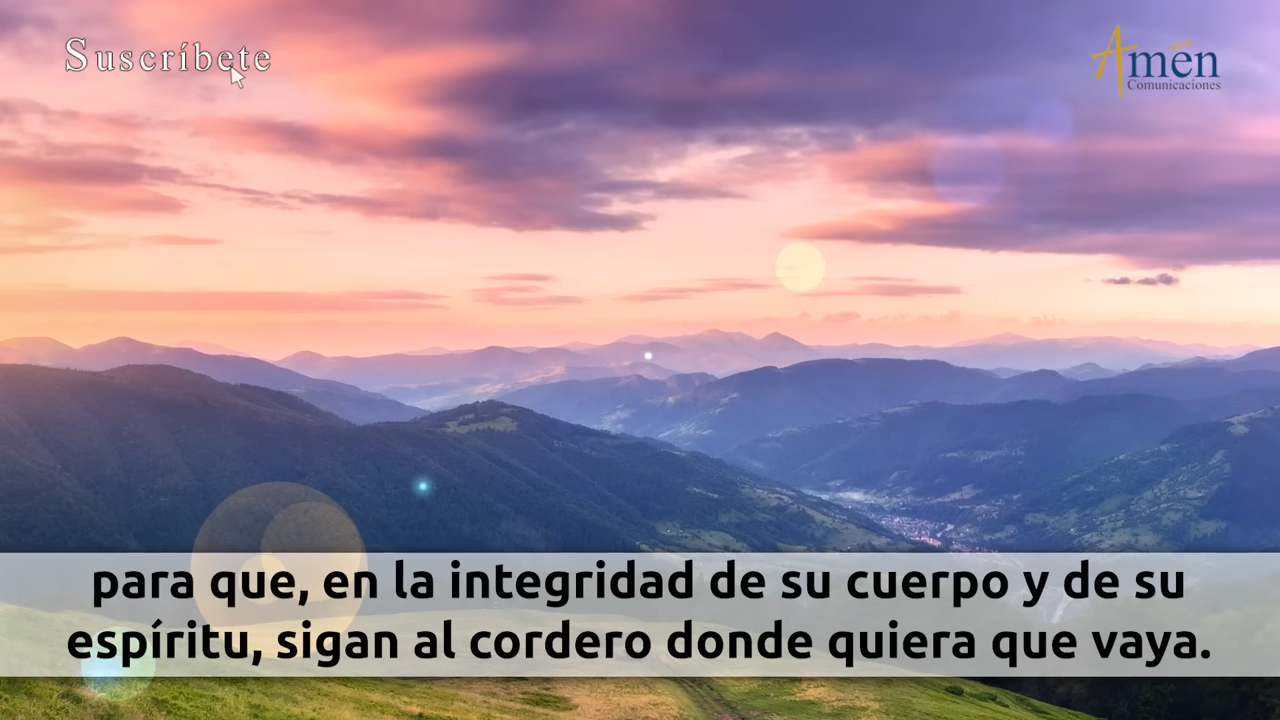 Suscríbete
Amén
Comunicaciones
para que, en la integridad de su cuerpo y de su
espíritu, sigan al cordero donde quiera que vaya.